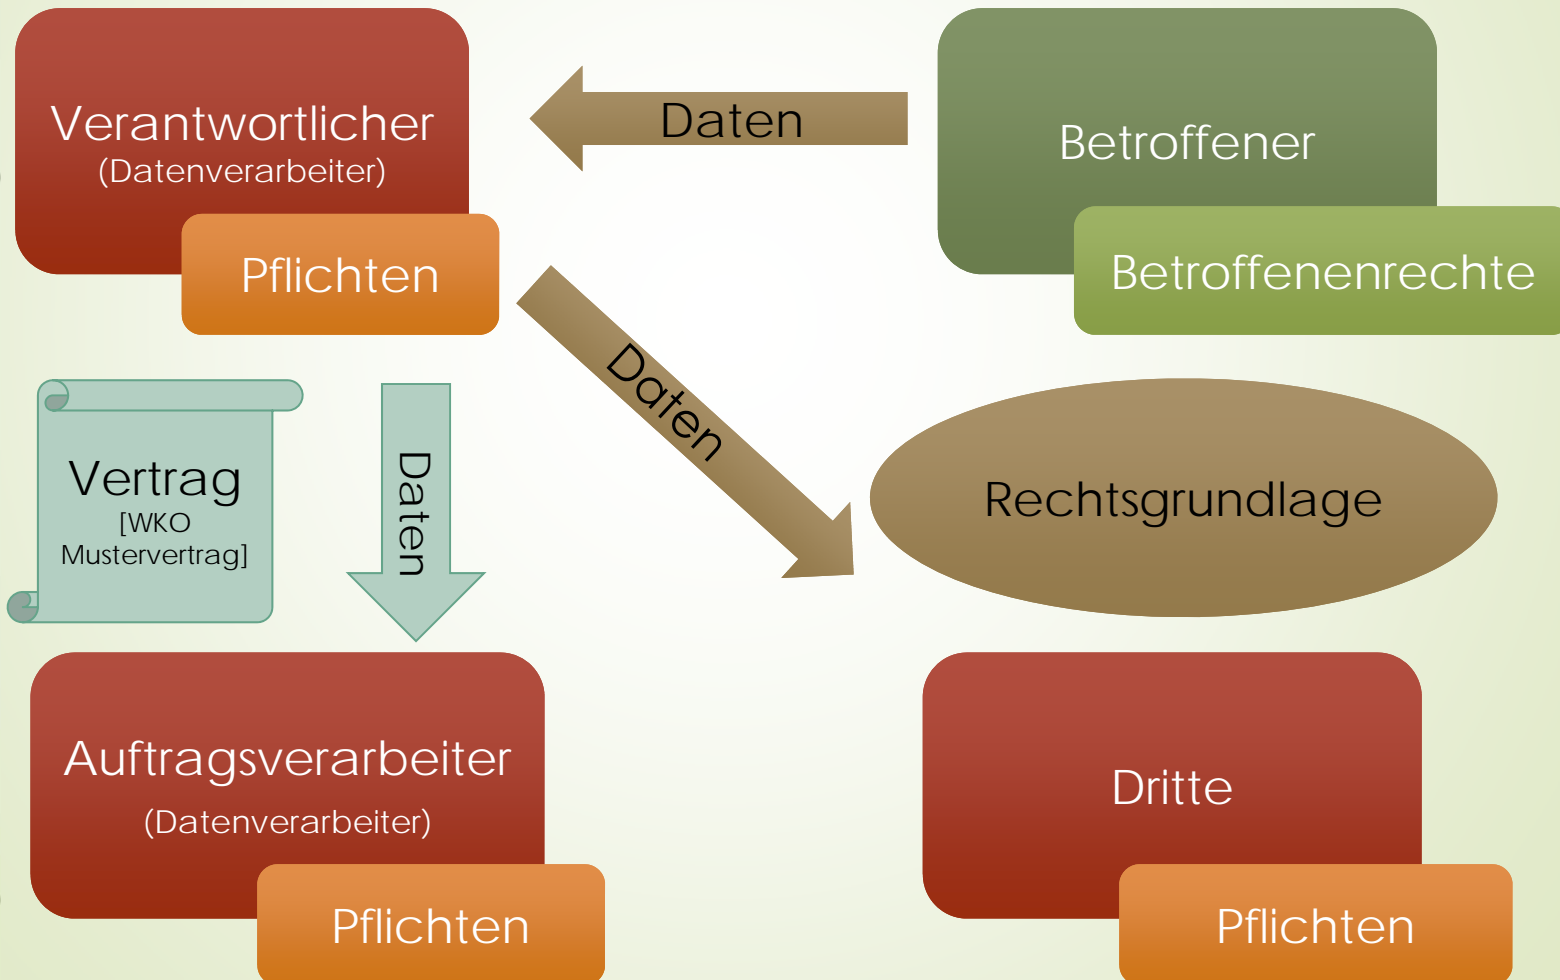 Verantwortlicher
(Datenverarbeiter)
Pflichten
Daten
Betroffener
Betroffenenrechte
Vertrag
[WKO
Mustervertrag]
Daten
Daten
Rechtsgrundlage
Auftragsverarbeiter
(Datenverarbeiter)
Pflichten
Dritte
Pflichten